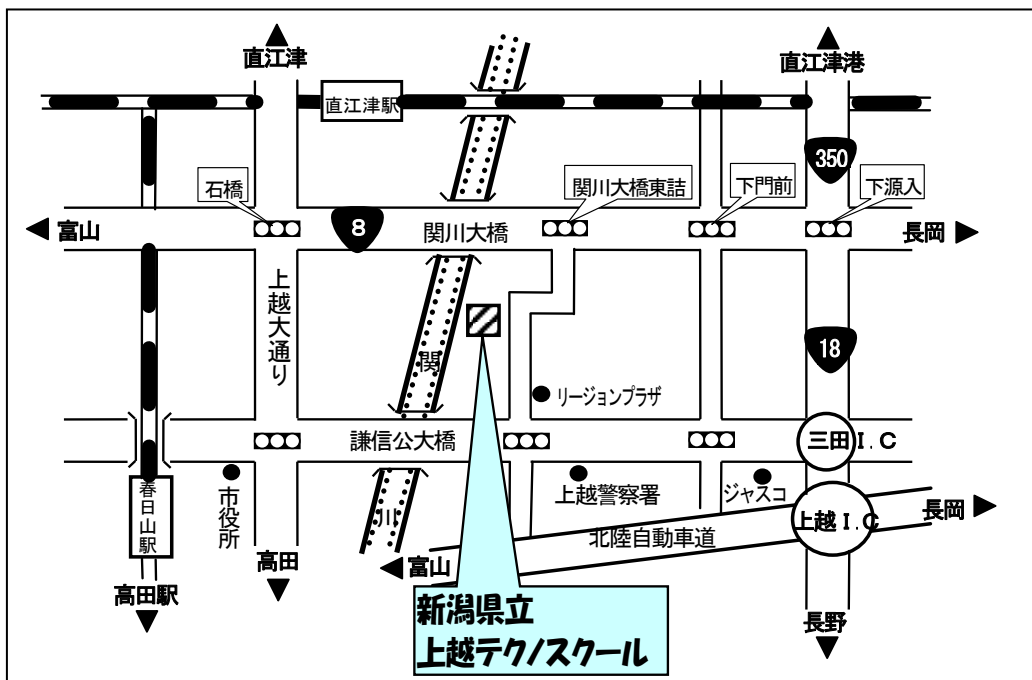 直江津
直江津港
直江津駅
350
石橋
関川大橋東詰
下門前
下源入
富山
8
関川大橋
長岡
上越大通り
関
18
リージョンプラザ
謙信公大橋
三田I.C
春日山駅
市役所
川
上越警察署
ジャスコ
上越I.C
長岡
北陸自動車道
高田
富山
高田駅
新潟県立
上越テクノスクール
長野